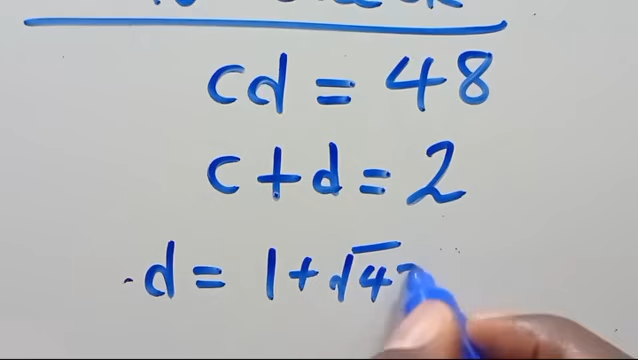 cd = 48
c + d = 2
d = 1 + √4